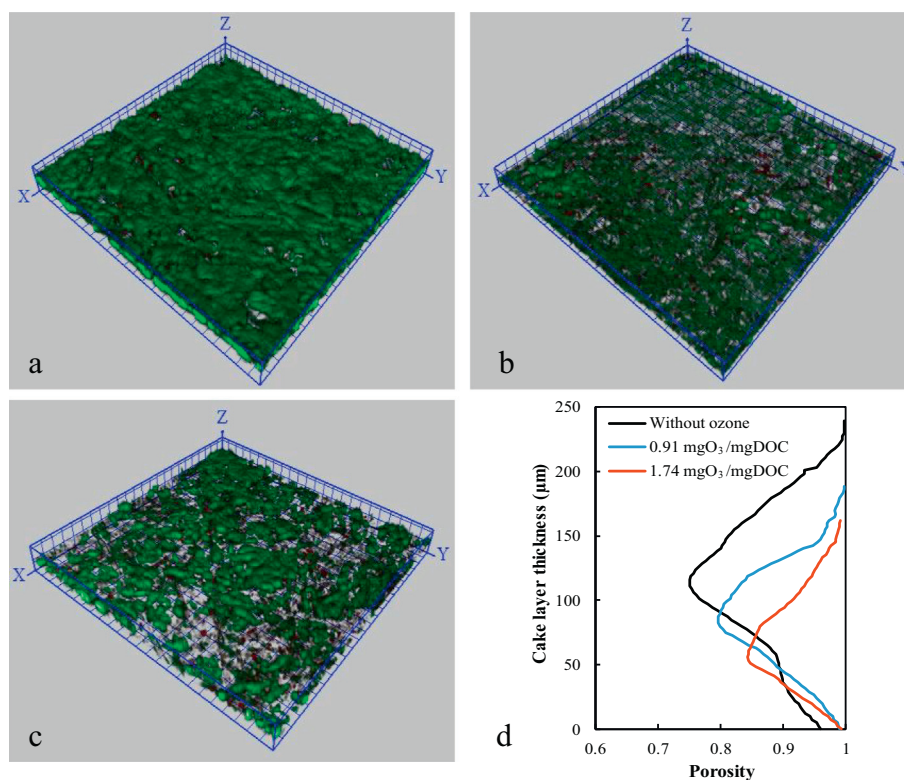 Z
X
Y
a
Z
X
Y
b
Z
X
Y
c
250
200
150
100
50
0
Cake layer thickness (µm)
Without ozone
0.91 mgO₃/mgDOC
1.74 mgO₃/mgDOC
0.6 0.7 0.8 0.9 1
Porosity
d